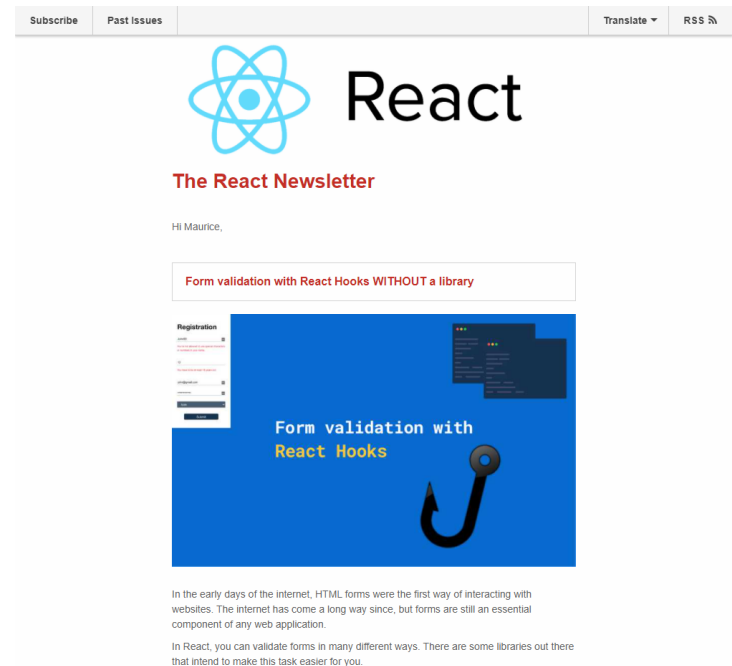 Subscribe
Past Issues
Translate
RSS
React
The React Newsletter
Hi Maurice,
Form validation with React Hooks WITHOUT a library
Registration
Form validation with
React Hooks
In the early days of the internet, HTML forms were the first way of interacting with
websites. The internet has come a long way since, but forms are still an essential
component of any web application.
In React, you can validate forms in many different ways. There are some libraries out there
that intend to make this task easier for you.